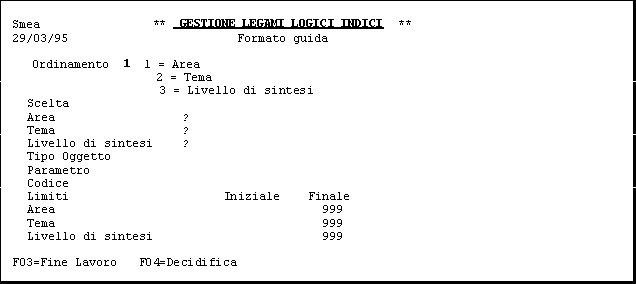 Smea ** GESTIONE LEGAMI LOGICI INDICI **
29/03/95 Formato guida
Ordinamento 1 1 = Area
2 = Tema
3 = Livello di sintesi
Scelta
Area ?
Tema ?
Livello di sintesi ?
Tipo Oggetto
Parametro
Codice
Limiti Iniziale Finale
Area 999
Tema 999
Livello di sintesi 999
F03=Fine Lavoro F04=Decidifica